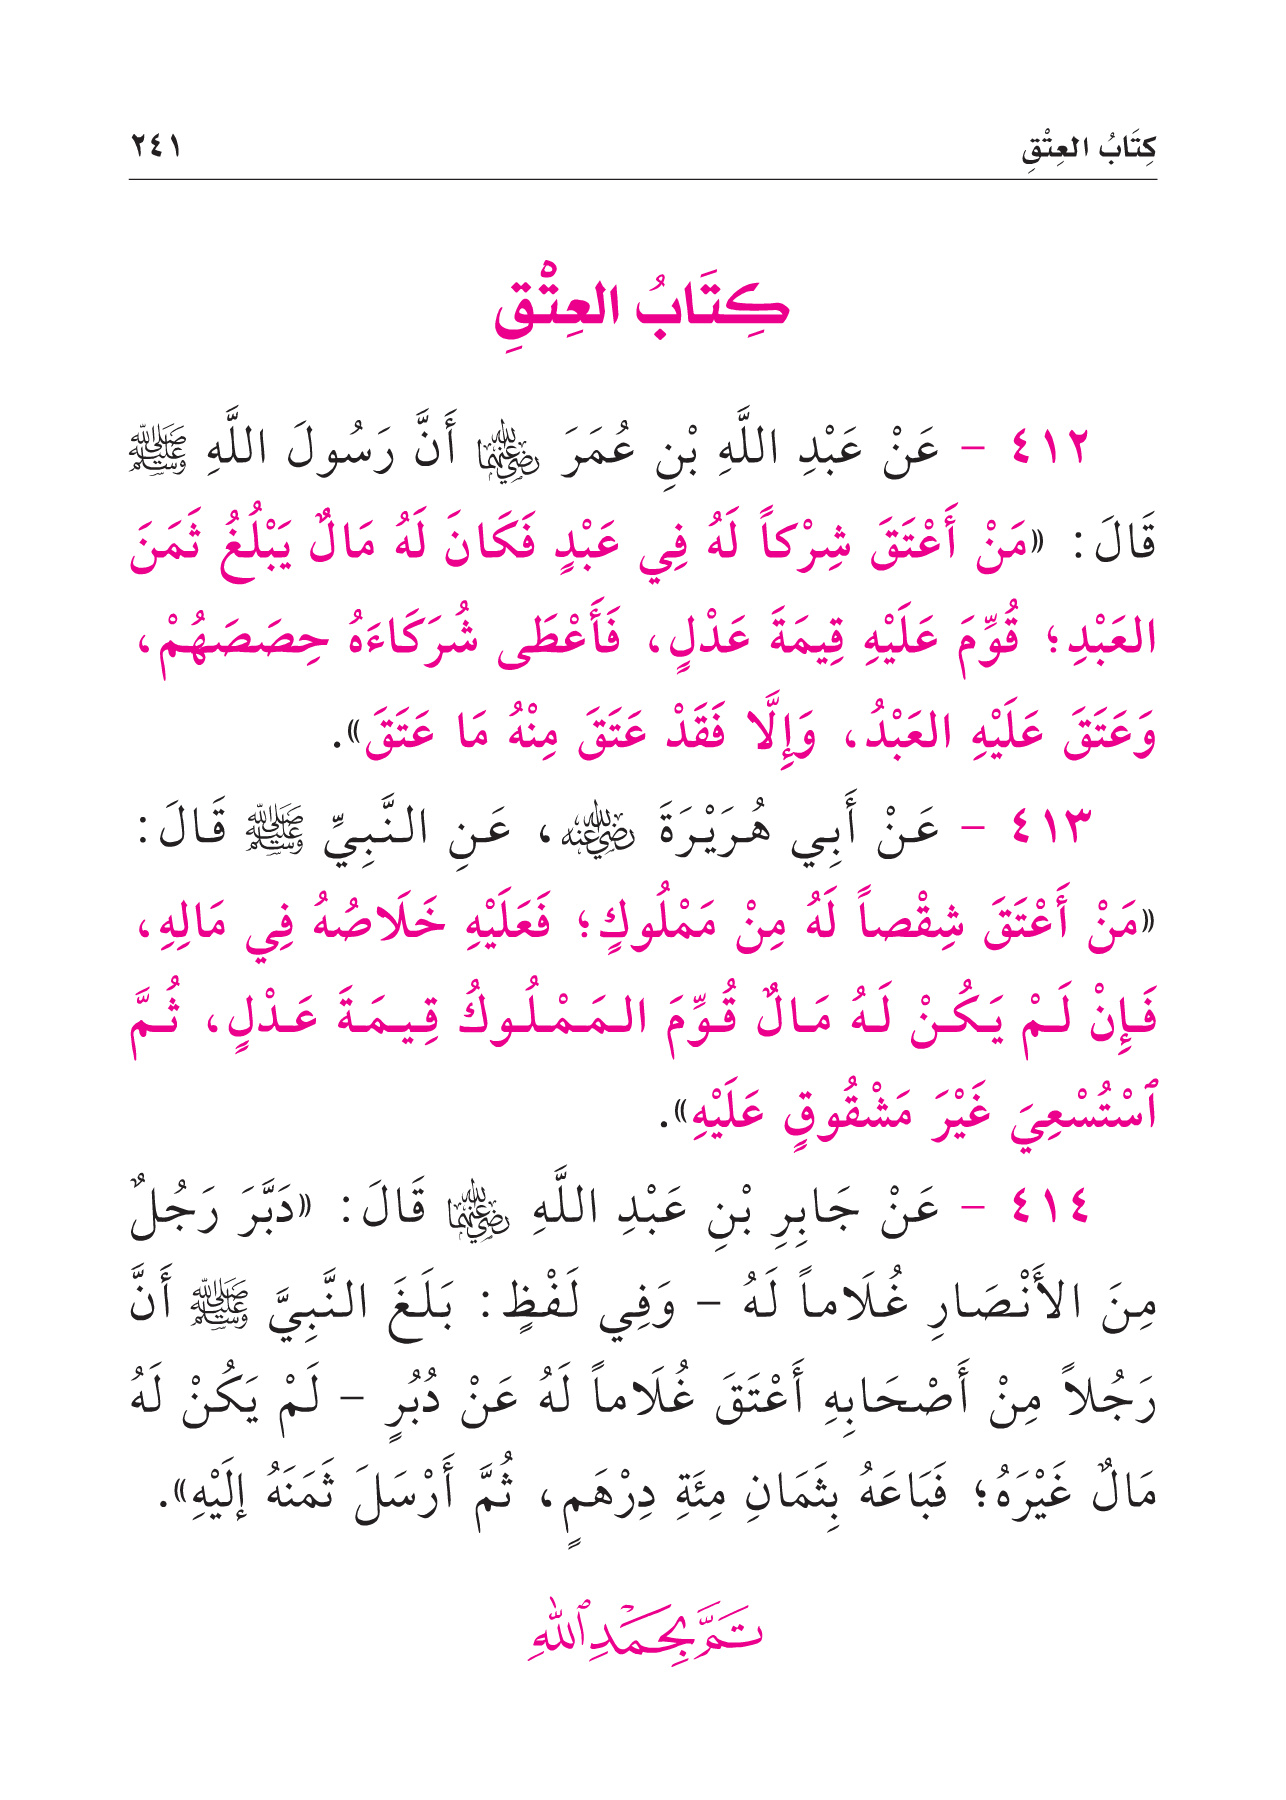 كِتَابُ العِتْقِ ٢٤١
كِتَابُ العِتْقِ
٤١٢ - عَنْ عَبْدِ اللَّهِ بْنِ عُمَرَ رضي الله عنهما أَنَّ رَسُولَ اللَّهِ ﷺ
قَالَ: «مَنْ أَعْتَقَ شِرْكاً لَهُ فِي عَبْدٍ فَكَانَ لَهُ مَالٌ يَبْلُغُ ثَمَنَ
العَبْدِ؛ قُوِّمَ عَلَيْهِ قِيمَةَ عَدْلٍ، فَأَعْطَى شُرَكَاءَهُ حِصَصَهُمْ،
وَعَتَقَ عَلَيْهِ العَبْدُ، وَإِلَّا فَقَدْ عَتَقَ مِنْهُ مَا عَتَقَ».
٤١٣ - عَنْ أَبِي هُرَيْرَةَ رضي الله عنه، عَنِ النَّبِيِّ ﷺ قَالَ:
«مَنْ أَعْتَقَ شِقْصاً لَهُ مِنْ مَمْلُوكٍ؛ فَعَلَيْهِ خَلَاصُهُ فِي مَالِهِ،
فَإِنْ لَمْ يَكُنْ لَهُ مَالٌ قُوِّمَ المَمْلُوكُ قِيمَةَ عَدْلٍ، ثُمَّ
ٱسْتُسْعِيَ غَيْرَ مَشْقُوقٍ عَلَيْهِ».
٤١٤ - عَنْ جَابِرِ بْنِ عَبْدِ اللَّهِ رضي الله عنهما قَالَ: «دَبَّرَ رَجُلٌ
مِنَ الأَنْصَارِ غُلَاماً لَهُ - وَفِي لَفْظٍ: بَلَغَ النَّبِيَّ ﷺ أَنَّ
رَجُلاً مِنْ أَصْحَابِهِ أَعْتَقَ غُلَاماً لَهُ عَنْ دُبُرٍ - لَمْ يَكُنْ لَهُ
مَالٌ غَيْرَهُ؛ فَبَاعَهُ بِثَمَانِ مِئَةِ دِرْهَمٍ، ثُمَّ أَرْسَلَ ثَمَنَهُ إلَيْهِ».
تَمَّ بِحَمْدِ ٱللهِ